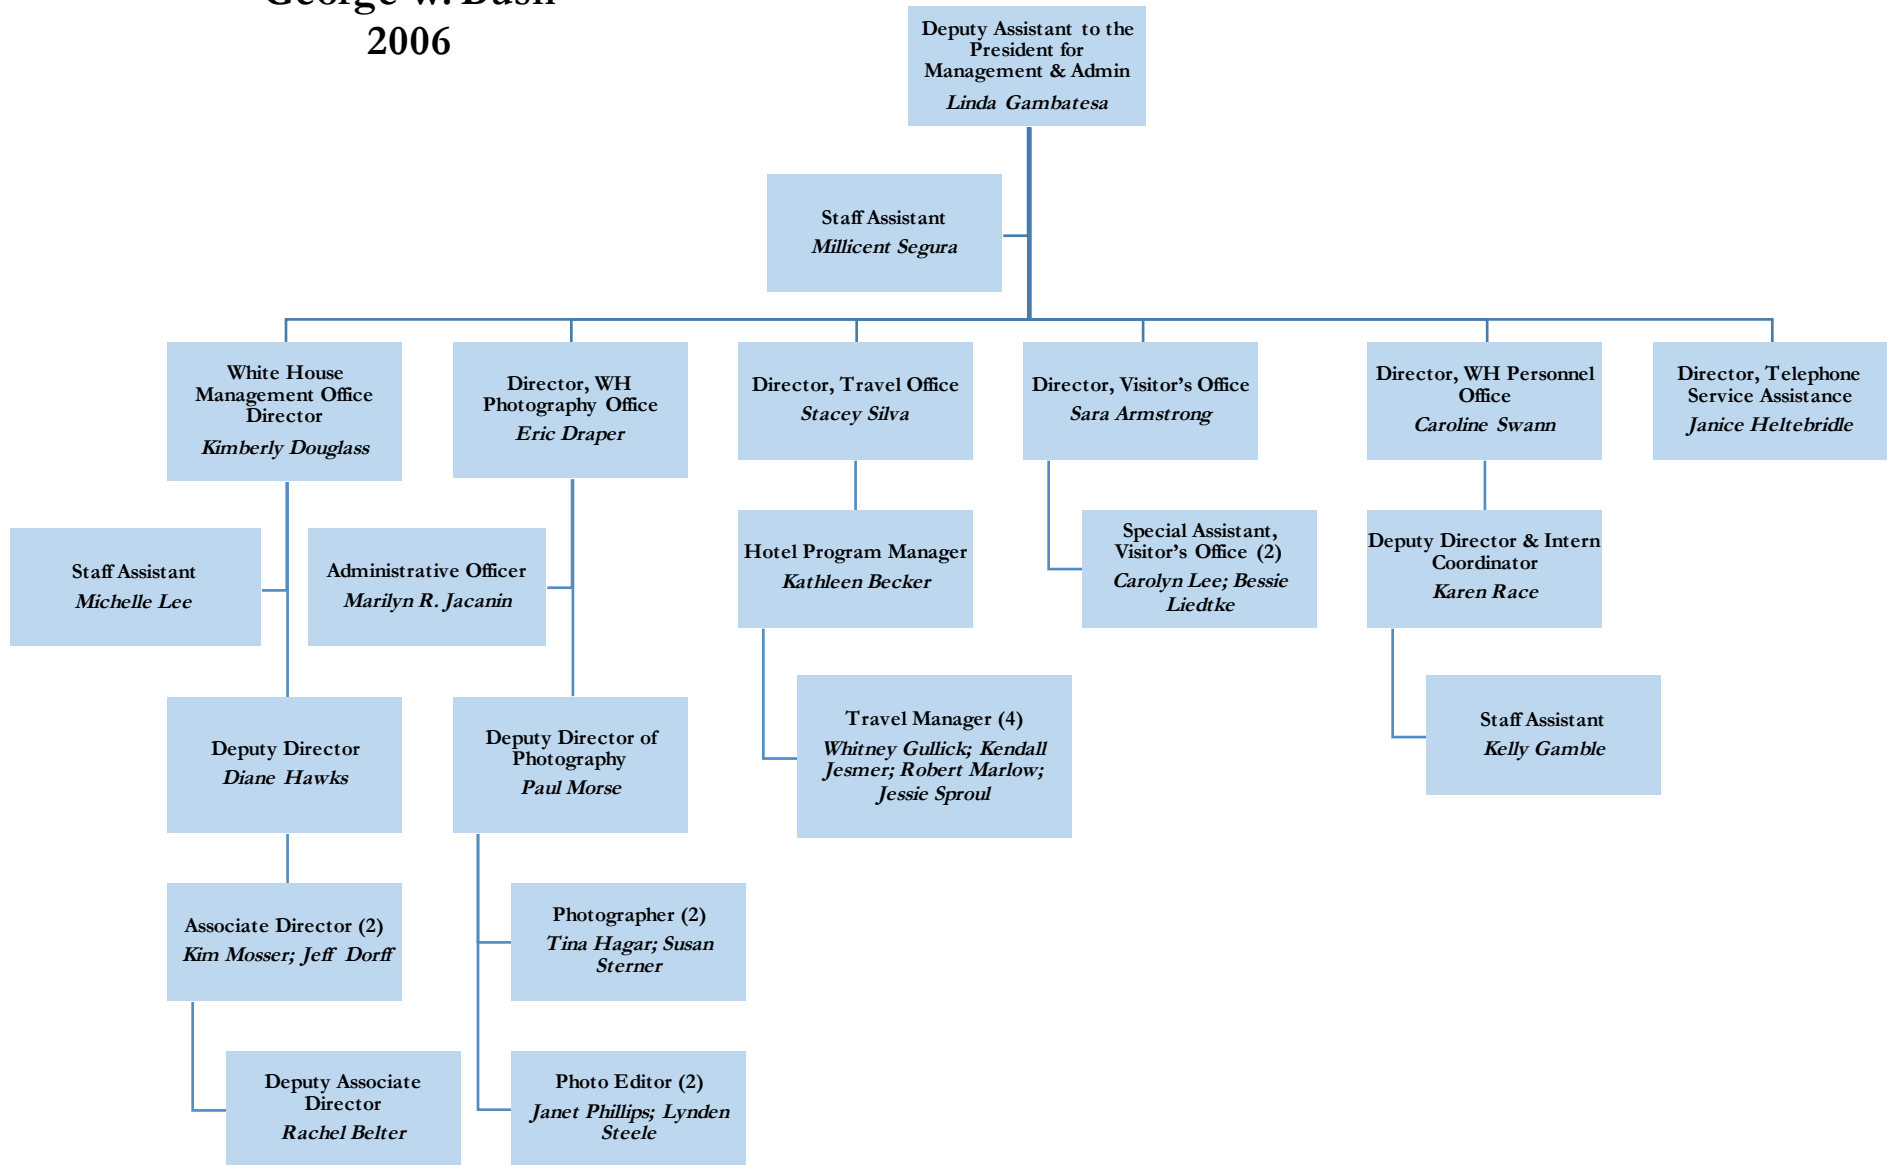 George W. Bush
2006
Deputy Assistant to the
President for
Management & Admin
Linda Gambatesa
Staff Assistant
Millicent Segura
White House
Management Office
Director
Kimberly Douglass
Director, WH
Photography Office
Eric Draper
Director, Travel Office
Stacey Silva
Director, Visitor's Office
Sara Armstrong
Director, WH Personnel
Office
Caroline Swann
Director, Telephone
Service Assistance
Janice Heltebridle
Staff Assistant
Michelle Lee
Administrative Officer
Marilyn R. Jacanin
Hotel Program Manager
Kathleen Becker
Special Assistant,
Visitor's Office (2)
Carolyn Lee; Bessie
Liedtke
Deputy Director & Intern
Coordinator
Karen Race
Deputy Director
Diane Hawks
Deputy Director of
Photography
Paul Morse
Travel Manager (4)
Whitney Gullick; Kendall
Jesmer; Robert Marlow;
Jessie Sproul
Staff Assistant
Kelly Gamble
Associate Director (2)
Kim Mosser; Jeff Dorff
Photographer (2)
Tina Hagar; Susan
Sterner
Deputy Associate
Director
Rachel Belter
Photo Editor (2)
Janet Phillips; Lynden
Steele